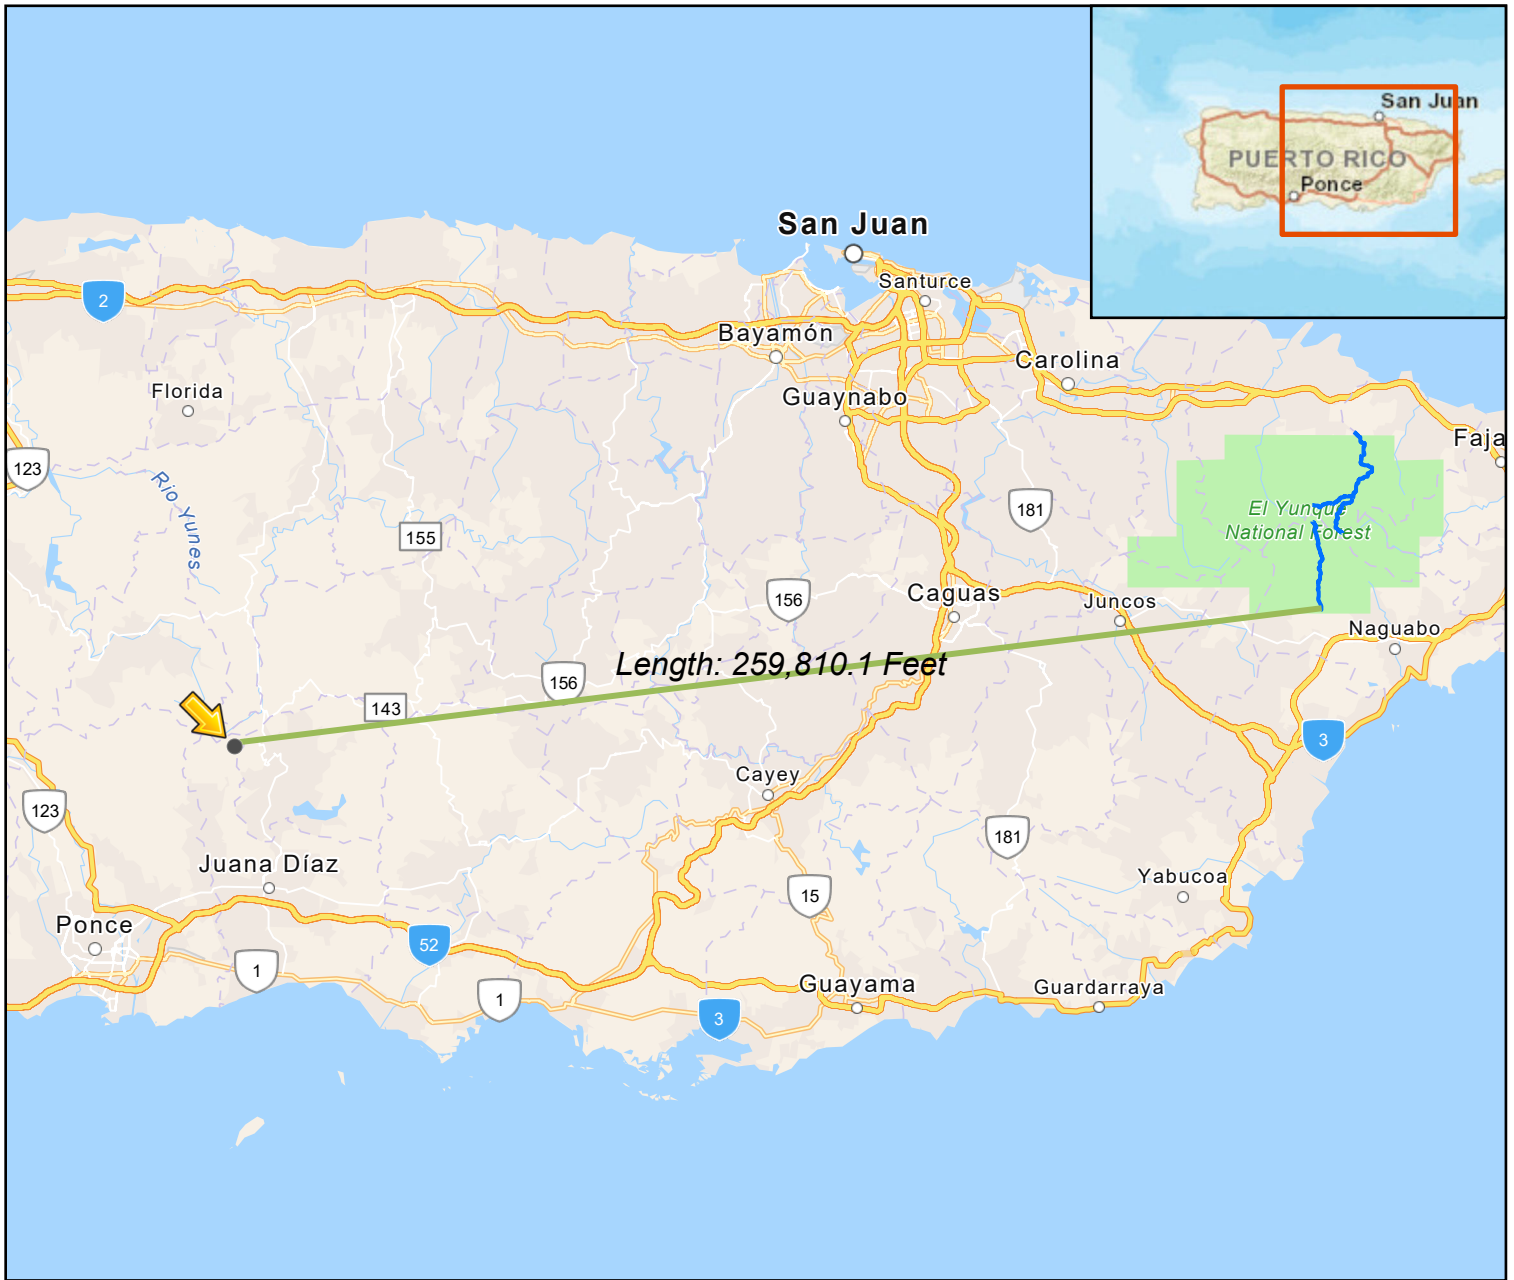 San Juan
PUERTO RICO
Ponce
San Juan
Santurce
2
Bayamón
Carolina
Florida
Guaynabo
Faja
123
Rio Yunes
181
El Yunque
National Forest
155
156
Caguas
Juncos
Naguabo
Length: 259,810.1 Feet
156
143
3
Cayey
123
181
Juana Díaz
Yabucoa
15
Ponce
52
1
Guayama
Guardarraya
1
3